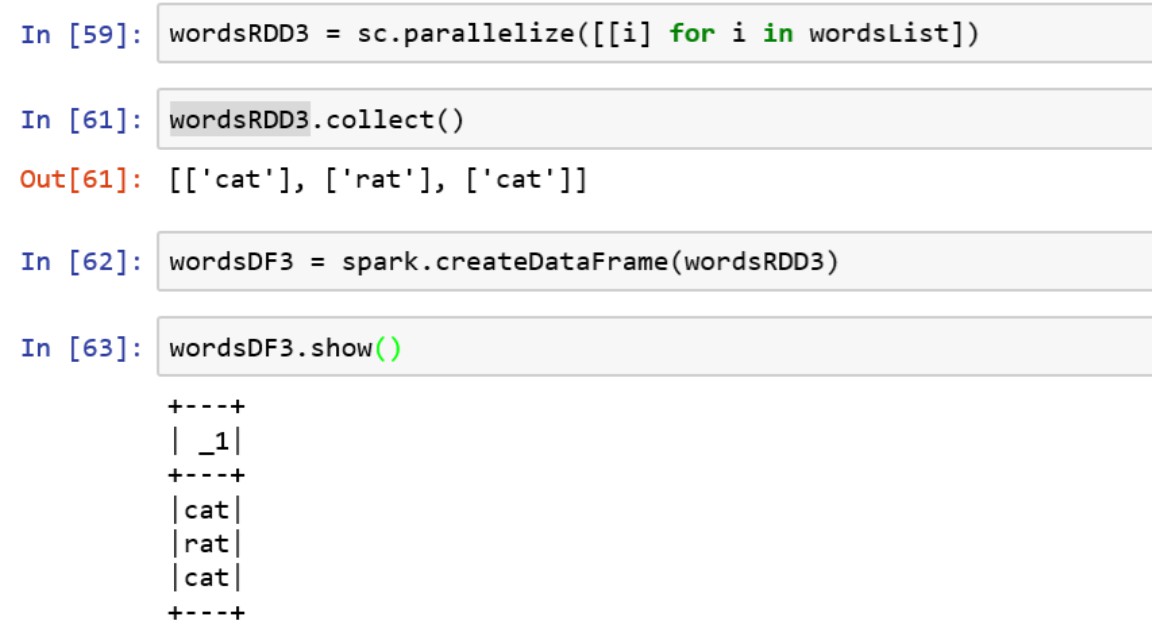 In [59]: wordsRDD3 = sc.parallelize([[i] for i in wordsList])
In [61]: wordsRDD3.collect()
Out[61]: [['cat'], ['rat'], ['cat']]
In [62]: wordsDF3 = spark.createDataFrame(wordsRDD3)
In [63]: wordsDF3.show()
+---+
| _1|
+---+
|cat|
|rat|
|cat|
+---+